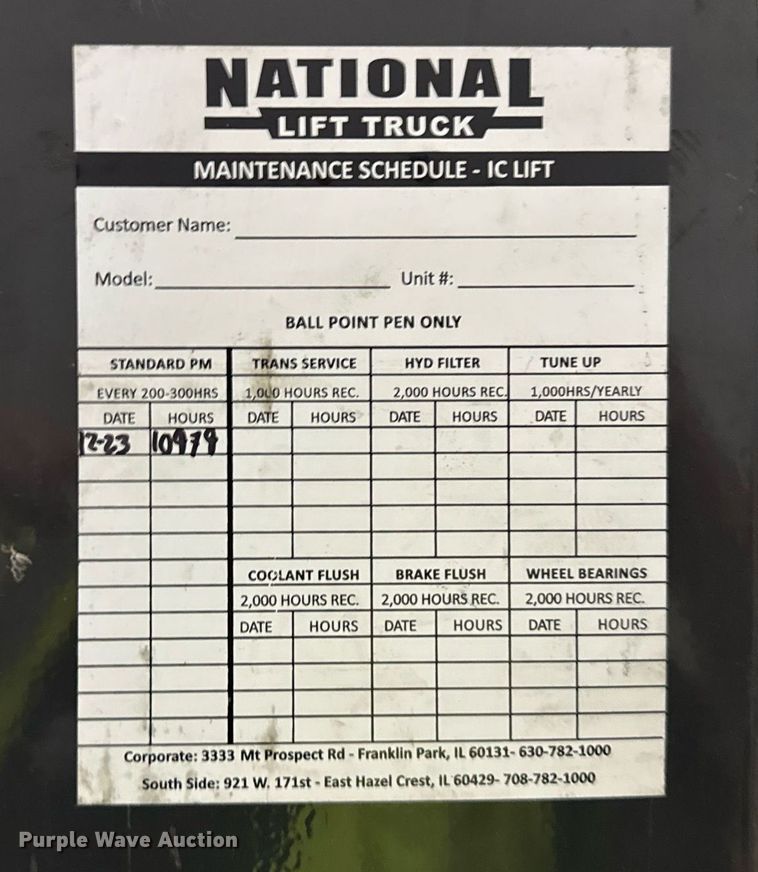 NATIONAL
LIFT TRUCK
MAINTENANCE SCHEDULE - IC LIFT
Customer Name:
Model: Unit #:
BALL POINT PEN ONLY
STANDARD PM TRANS SERVICE HYD FILTER TUNE UP
EVERY 200-300HRS 1,000 HOURS REC. 2,000 HOURS REC. 1,000HRS/YEARLY
DATE HOURS DATE HOURS DATE HOURS DATE HOURS
12-23 10979
COOLANT FLUSH BRAKE FLUSH WHEEL BEARINGS
2,000 HOURS REC. 2,000 HOURS REC. 2,000 HOURS REC.
DATE HOURS DATE HOURS DATE HOURS
Corporate: 3333 Mt Prospect Rd - Franklin Park, IL 60131- 630-782-1000
South Side: 921 W. 171st - East Hazel Crest, IL 60429- 708-782-1000
Purple Wave Auction